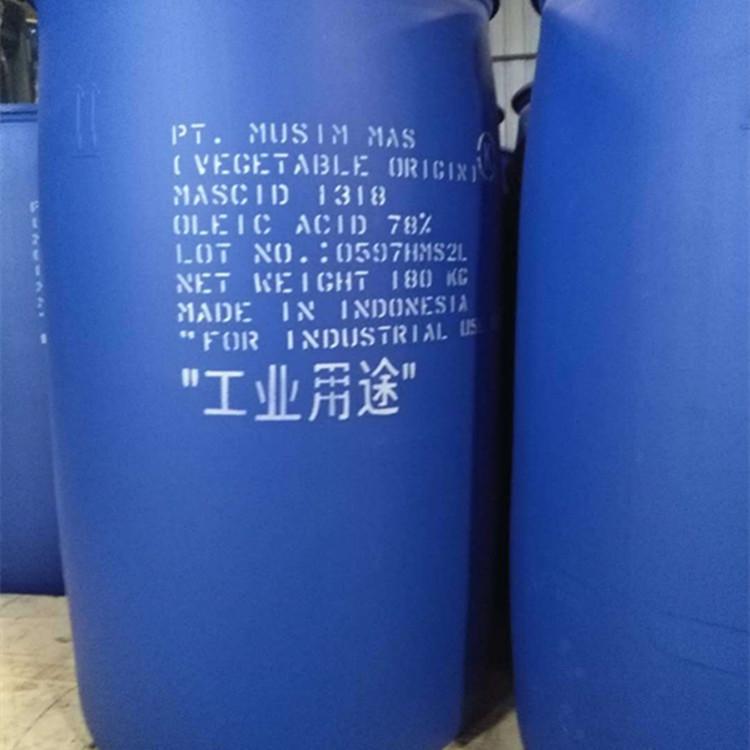 PT. MUSIM MAS
(VEGETABLE ORIGIN)
MASCID 1318
OLEIC ACID 78%
LOT NO.:0597HMS2L
NET WEIGHT 180 KG
MADE IN INDONESIA
"FOR INDUSTRIAL
"工业用途"